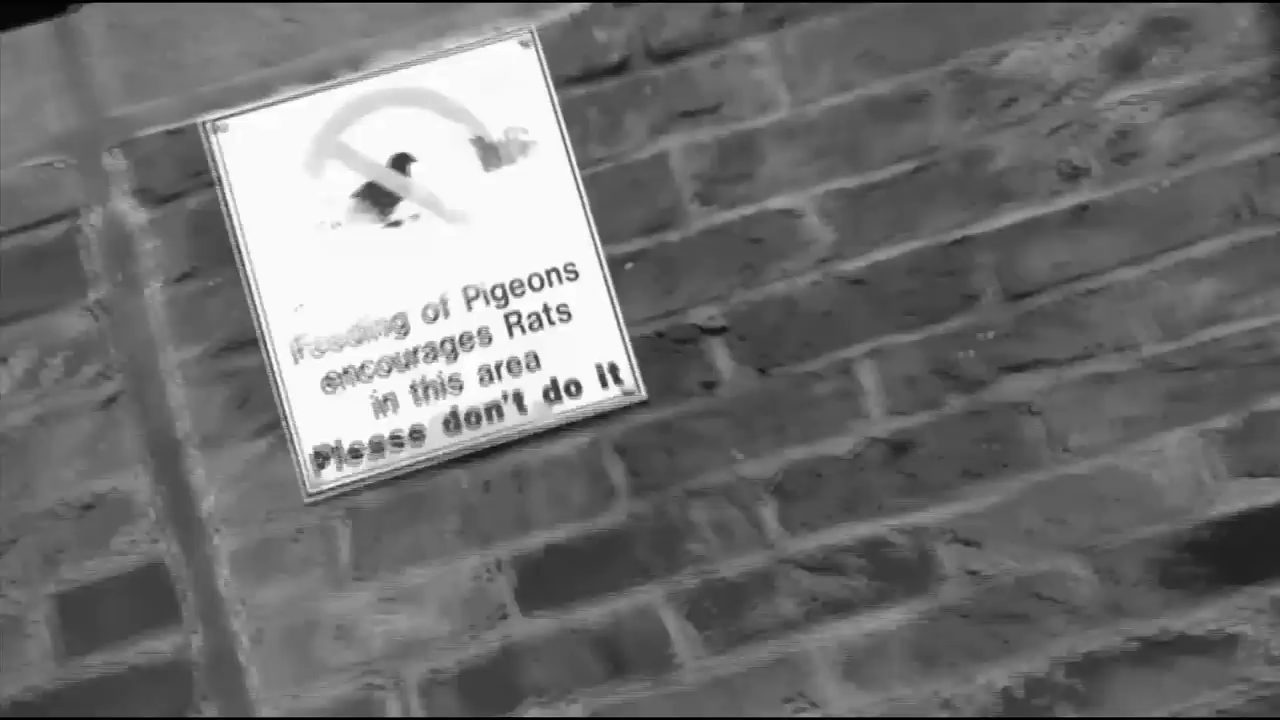 Feeding of Pigeons
encourages Rats
in this area
Please don't do it